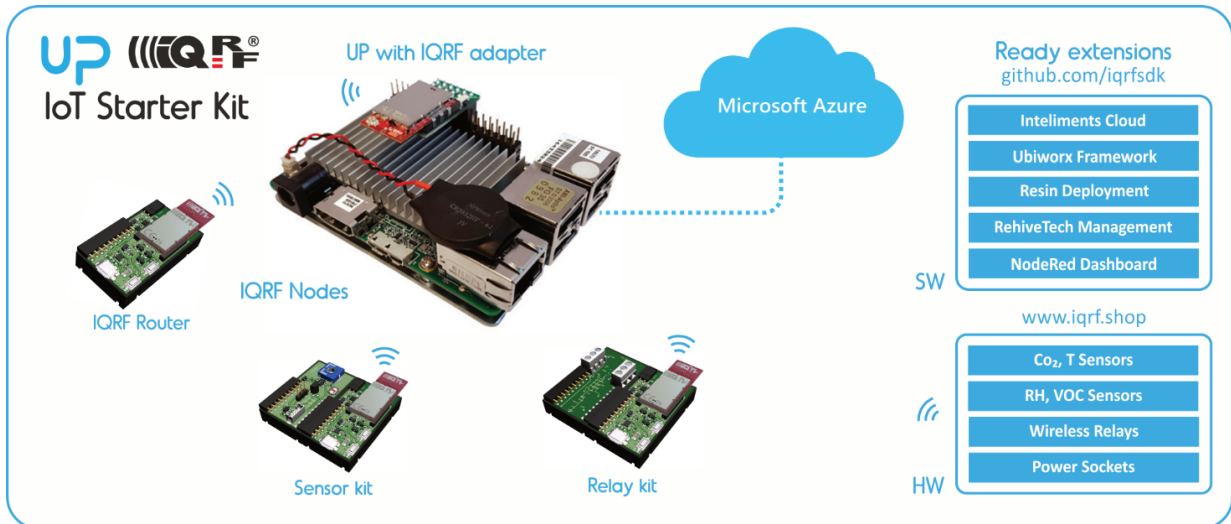 UP IQRF®
IoT Starter Kit
UP with IQRF adapter
Microsoft Azure
IQRF Router
IQRF Nodes
Sensor kit
Relay kit
Ready extensions
github.com/iqrfsdk
Inteliments Cloud
Ubiworx Framework
Resin Deployment
RehiveTech Management
NodeRed Dashboard
SW
www.iqrf.shop
Co₂, T Sensors
RH, VOC Sensors
Wireless Relays
Power Sockets
HW